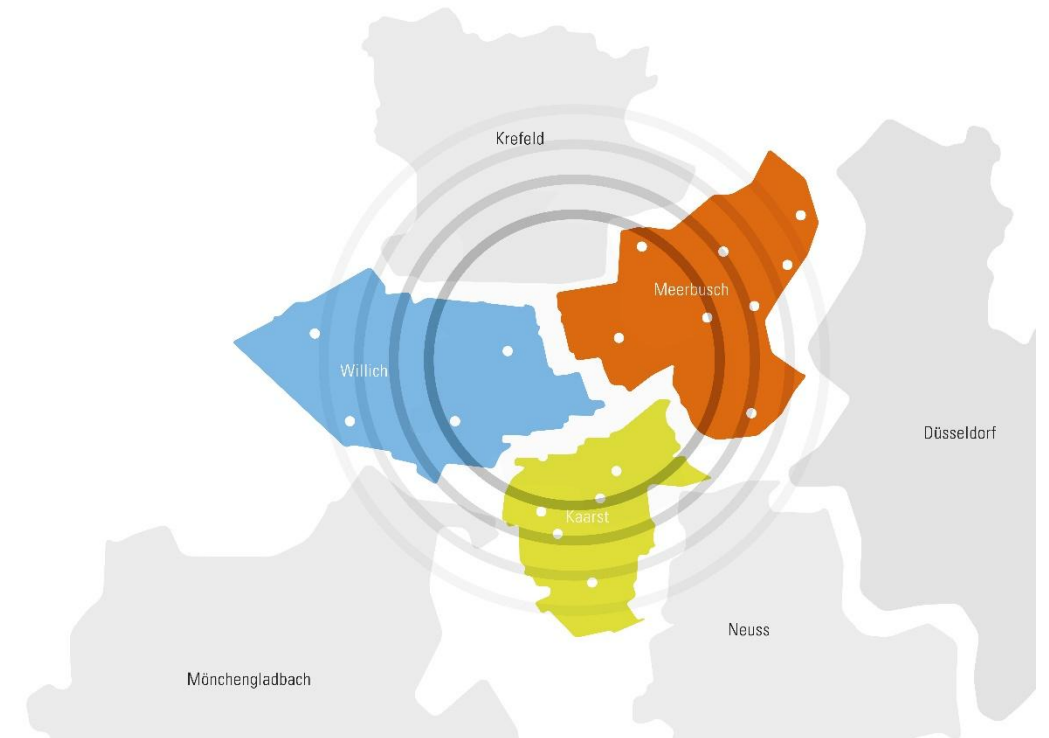 Krefeld
Meerbusch
Willich
Düsseldorf
Kaarst
Neuss
Mönchengladbach